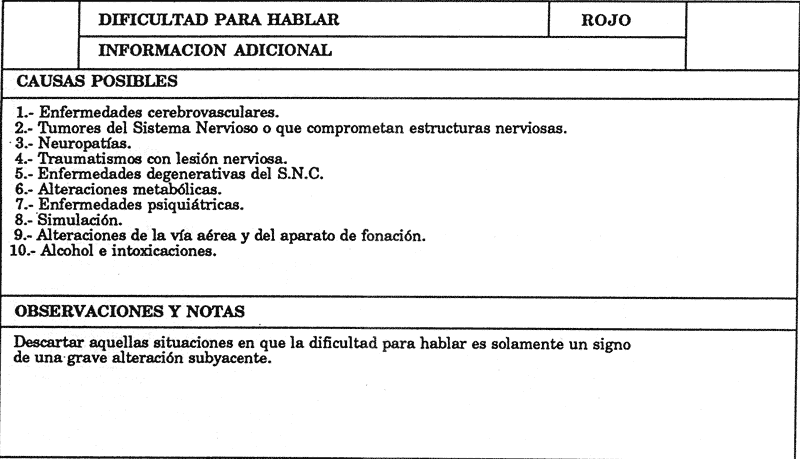 DIFICULTAD PARA HABLAR ROJO
INFORMACION ADICIONAL
CAUSAS POSIBLES
1.- Enfermedades cerebrovasculares.
2.- Tumores del Sistema Nervioso o que comprometan estructuras nerviosas.
3.- Neuropatías.
4.- Traumatismos con lesión nerviosa.
5.- Enfermedades degenerativas del S.N.C.
6.- Alteraciones metabólicas.
7.- Enfermedades psiquiátricas.
8.- Simulación.
9.- Alteraciones de la vía aérea y del aparato de fonación.
10.- Alcohol e intoxicaciones.
OBSERVACIONES Y NOTAS
Descartar aquellas situaciones en que la dificultad para hablar es solamente un signo
de una grave alteración subyacente.